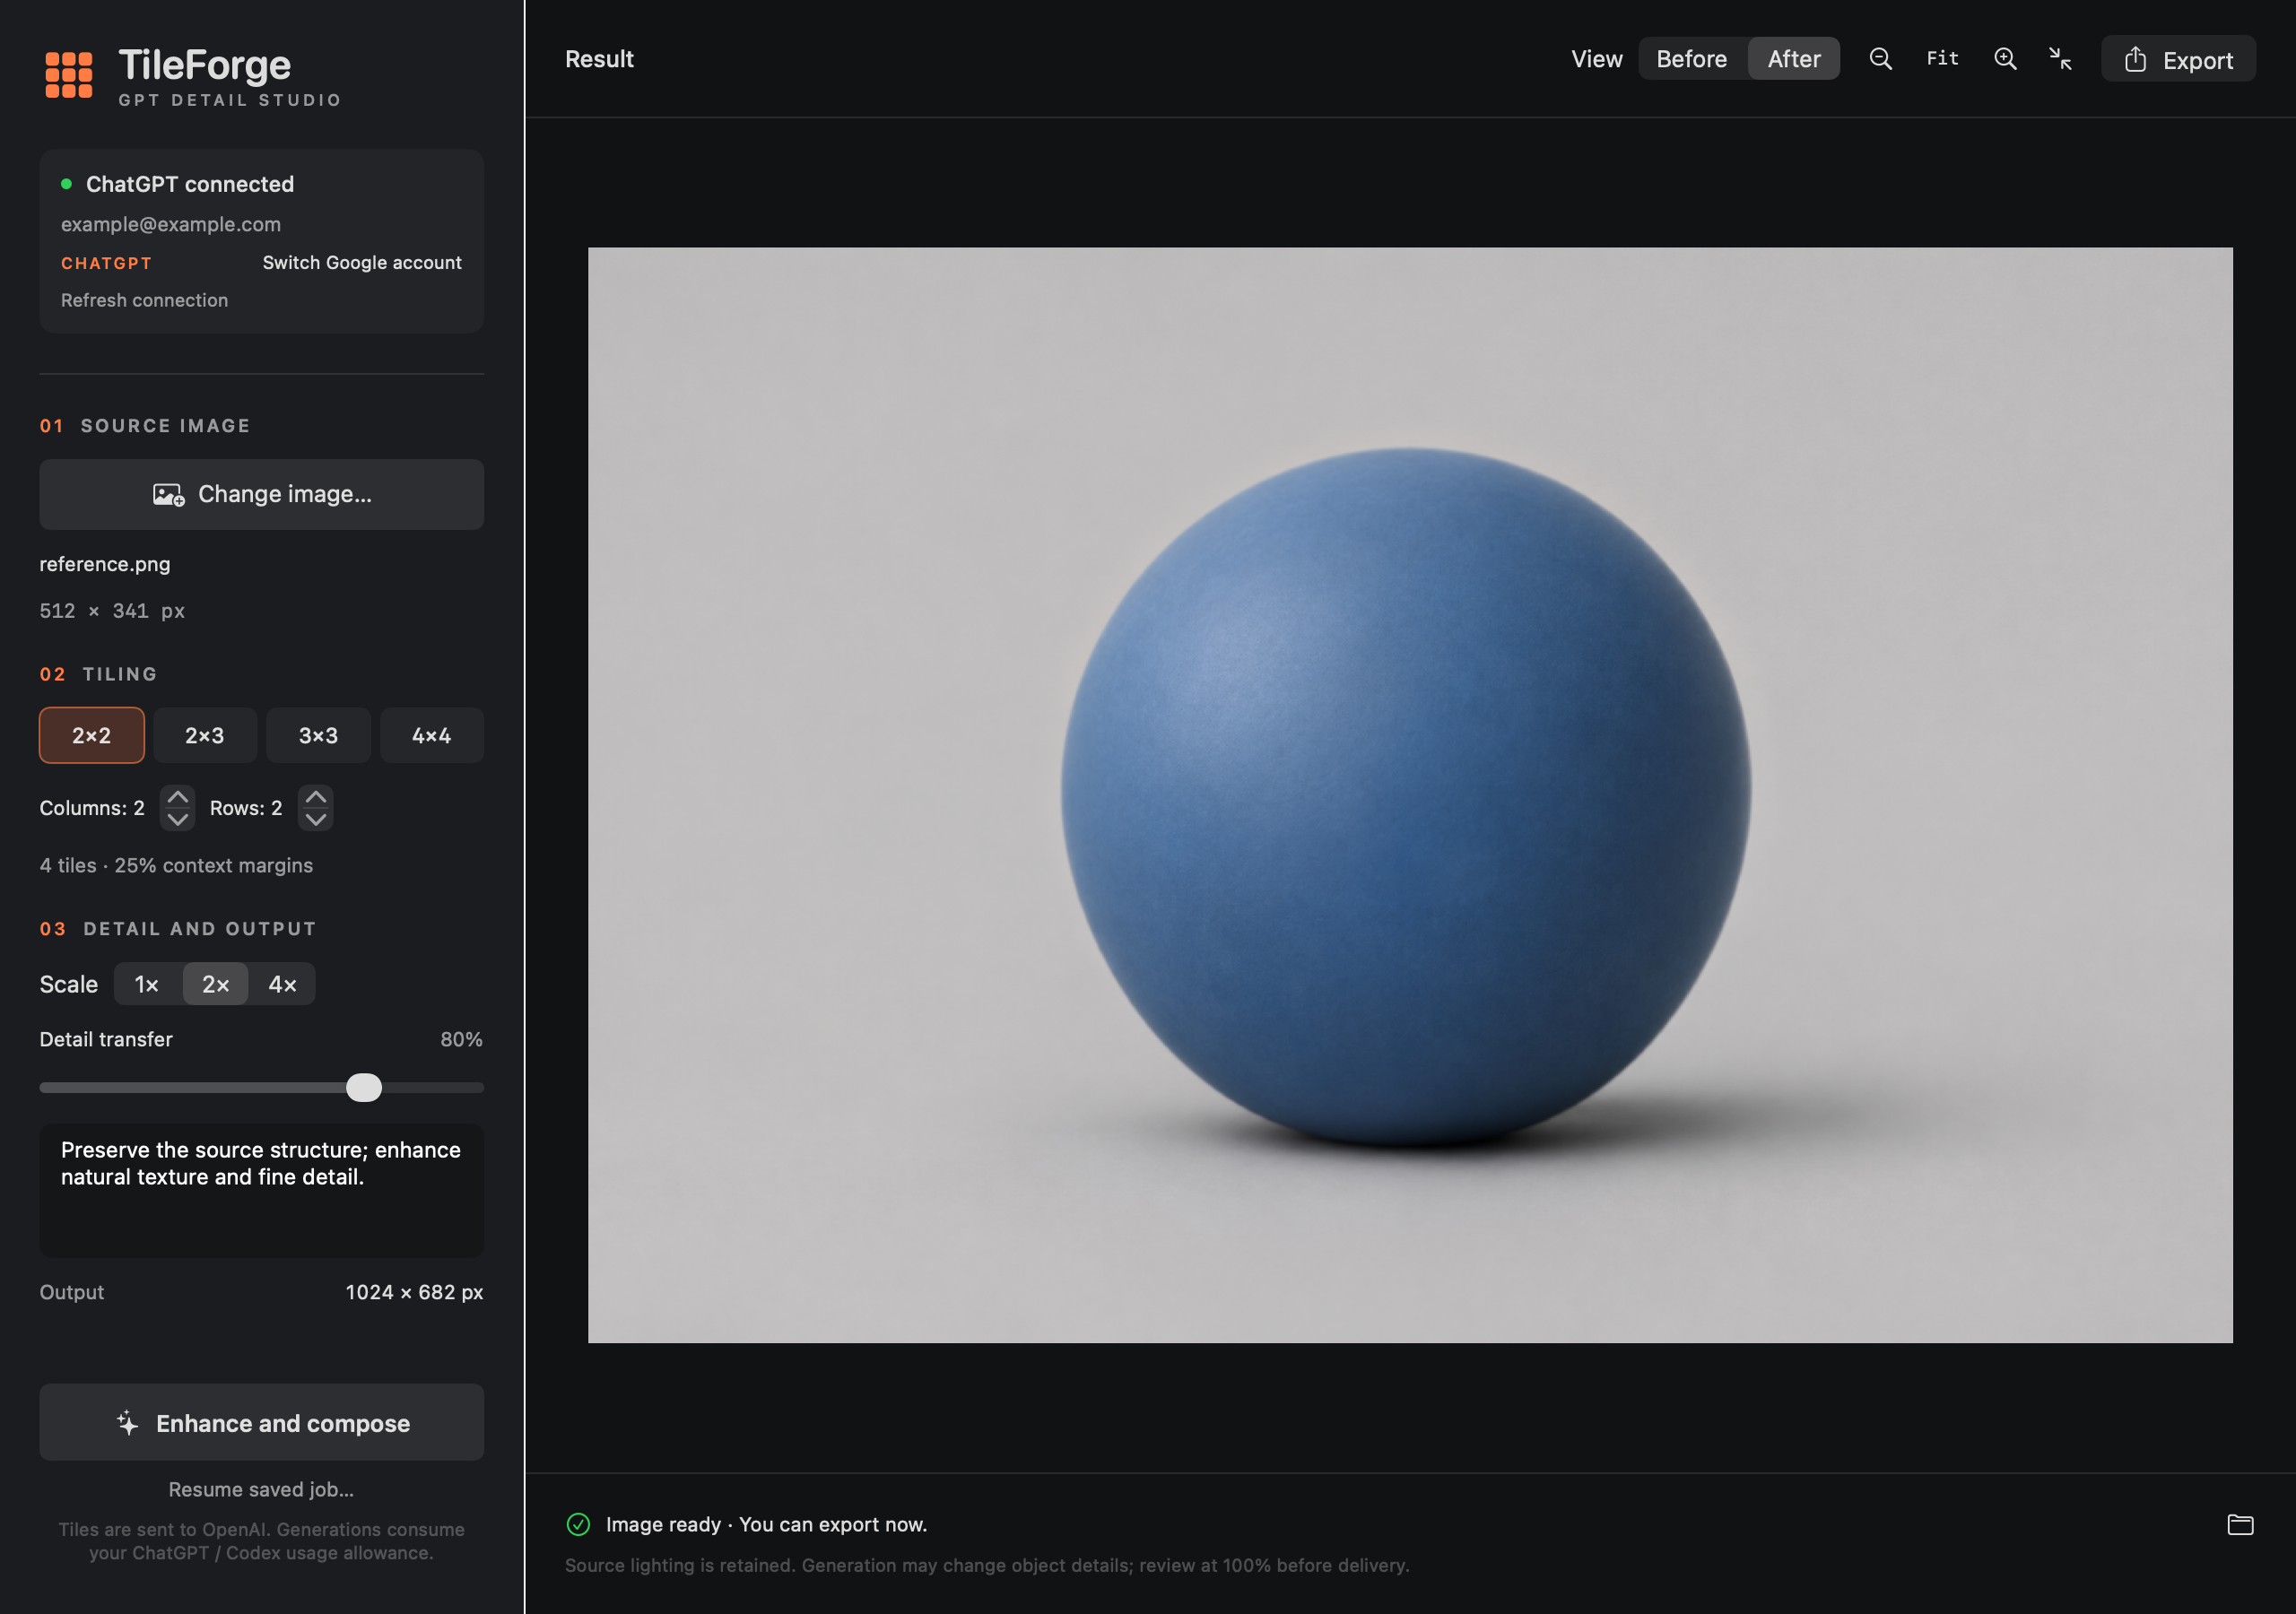 TileForge
GPT DETAIL STUDIO
ChatGPT connected
example@example.com
CHATGPT Switch Google account
Refresh connection
01 SOURCE IMAGE
Change image...
reference.png
512 × 341 px
02 TILING
2×2 2×3 3×3 4×4
Columns: 2 Rows: 2
4 tiles · 25% context margins
03 DETAIL AND OUTPUT
Scale 1× 2× 4×
Detail transfer 80%
Preserve the source structure; enhance
natural texture and fine detail.
Output 1024 × 682 px
Enhance and compose
Resume saved job...
Tiles are sent to OpenAI. Generations consume
your ChatGPT / Codex usage allowance.
Result View Before After Fit Export
Image ready · You can export now.
Source lighting is retained. Generation may change object details; review at 100% before delivery.